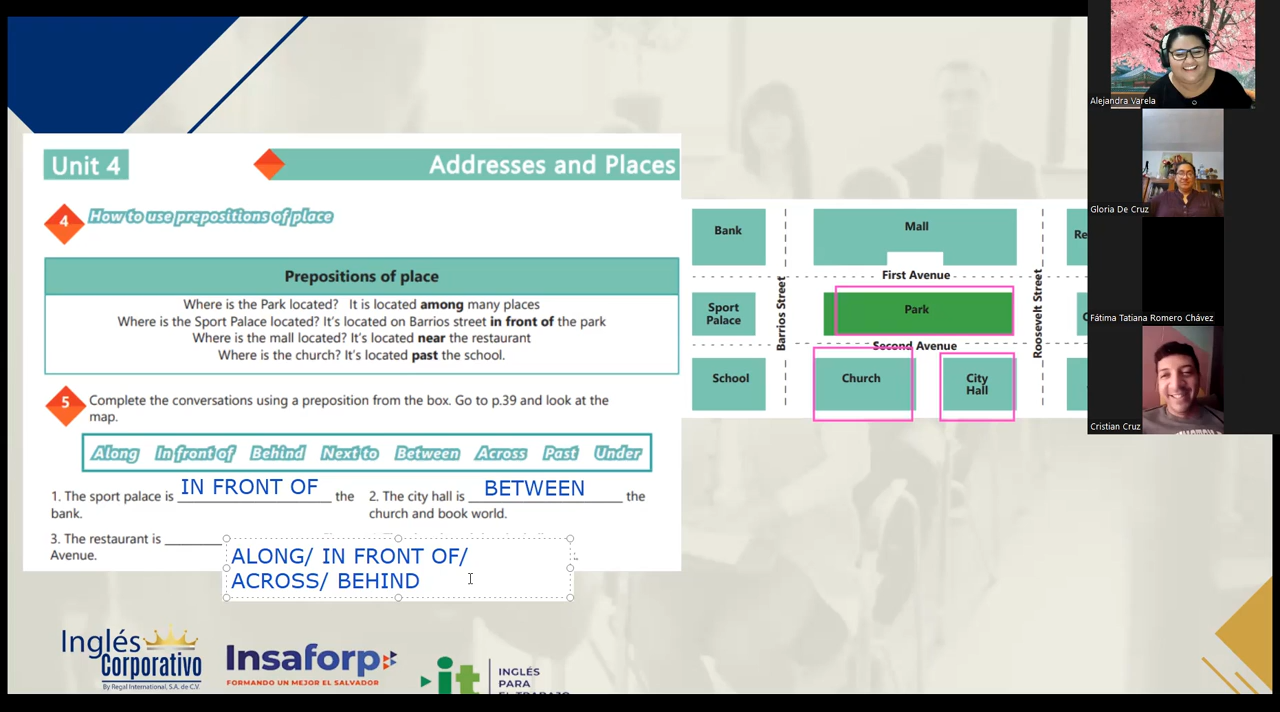 Unit 4
Addresses and Places
4
How to use prepositions of place
Prepositions of place
Where is the Park located? It is located among many places
Where is the Sport Palace located? It's located on Barrios street in front of the park
Where is the mall located? It's located near the restaurant
Where is the church? It's located past the school.
5
Complete the conversations using a preposition from the box. Go to p.39 and look at the
map.
Along In front of Behind Next to Between Across Past Under
1. The sport palace is IN FRONT OF the
bank.
2. The city hall is BETWEEN the
church and book world.
3. The restaurant is
Avenue.
ALONG/ IN FRONT OF/
ACROSS/ BEHIND
Bank
Mall
Re
First Avenue
Barrios Street
Roosevelt Street
Sport
Palace
Park
Second Avenue
School
Church
City
Hall
Inglés
Corporativo
By Regal International, S.A. de C.V.
Insaforp
FORMANDO UN MEJOR EL SALVADOR
it
INGLÉS
PARA
EL TRABAJO
Alejandra Varela
Gloria De Cruz
Fátima Tatiana Romero Chávez
Cristian Cruz